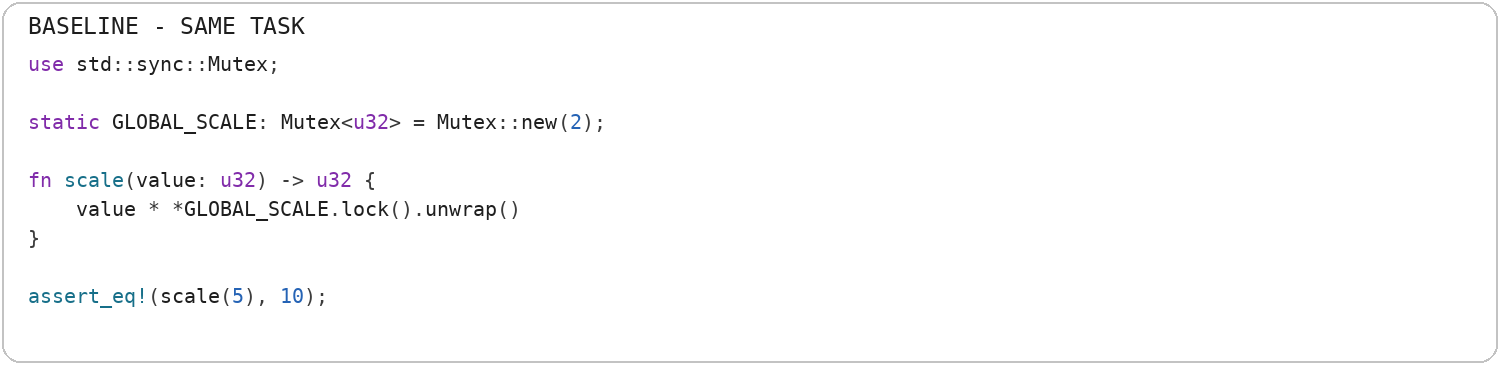 BASELINE - SAME TASK
use std::sync::Mutex;
static GLOBAL_SCALE: Mutex<u32> = Mutex::new(2);
fn scale(value: u32) -> u32 {
    value * *GLOBAL_SCALE.lock().unwrap()
}
assert_eq!(scale(5), 10);